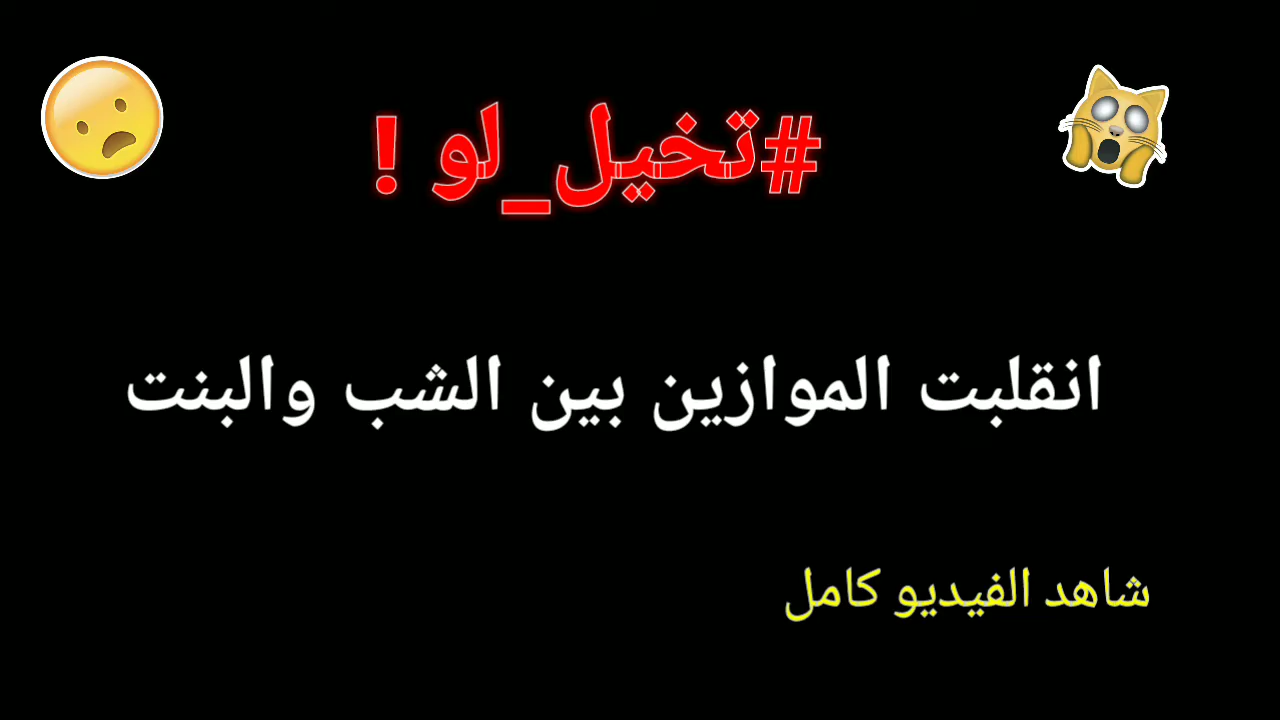 #تخيل_لو !
انقلبت الموازين بين الشب والبنت
شاهد الفيديو كامل